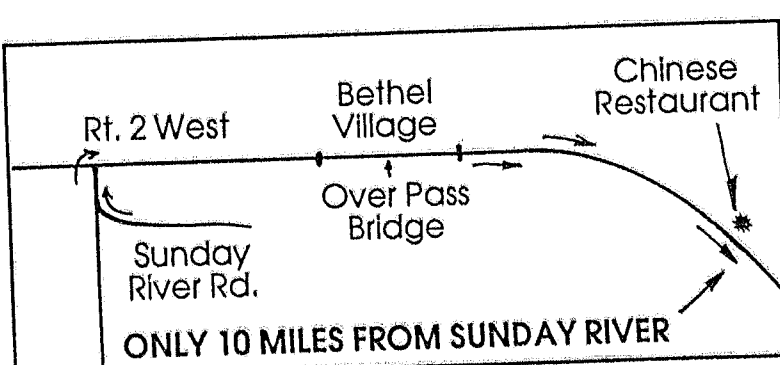 Chinese
Restaurant
Bethel
Village
Rt. 2 West
Over Pass
Bridge
Sunday
River Rd.
ONLY 10 MILES FROM SUNDAY RIVER